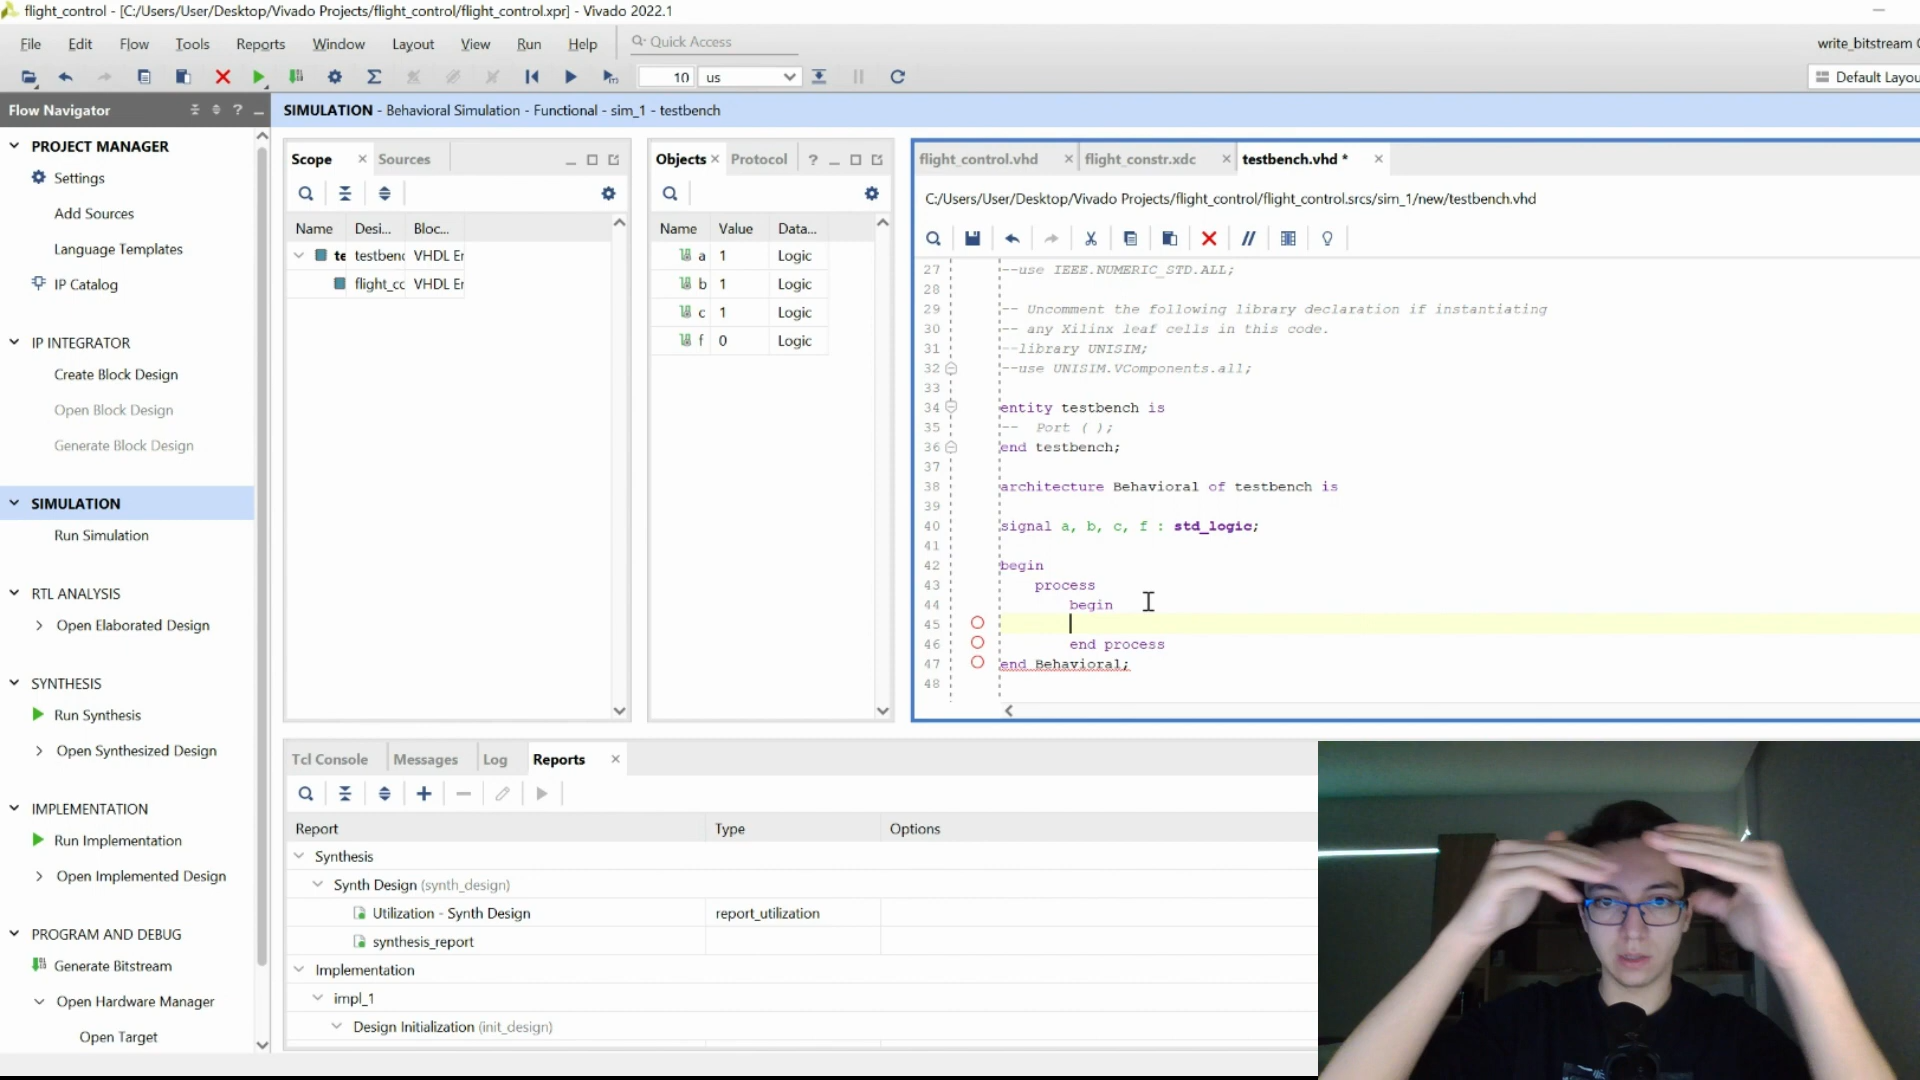 flight_control - [C:/Users/User/Desktop/Vivado Projects/flight_control/flight_control.xpr] - Vivado 2022.1
File Edit Flow Tools Reports Window Layout View Run Help Quick Access
write_bitstream
10 us
Default Layou
Flow Navigator
SIMULATION - Behavioral Simulation - Functional - sim_1 - testbench
PROJECT MANAGER
Settings
Add Sources
Language Templates
IP Catalog
IP INTEGRATOR
Create Block Design
Open Block Design
Generate Block Design
SIMULATION
Run Simulation
RTL ANALYSIS
Open Elaborated Design
SYNTHESIS
Run Synthesis
Open Synthesized Design
IMPLEMENTATION
Run Implementation
Open Implemented Design
PROGRAM AND DEBUG
Generate Bitstream
Open Hardware Manager
Open Target
Scope Sources
Name Desi... Bloc...
te testbenc VHDL Er
flight_cc VHDL Er
Objects Protocol
Name Value Data...
a 1 Logic
b 1 Logic
c 1 Logic
f 0 Logic
flight_control.vhd flight_constr.xdc testbench.vhd *
C:/Users/User/Desktop/Vivado Projects/flight_control/flight_control.srcs/sim_1/new/testbench.vhd
27 --use IEEE.NUMERIC_STD.ALL;
28
29 -- Uncomment the following library declaration if instantiating
30 -- any Xilinx leaf cells in this code.
31 --library UNISIM;
32 --use UNISIM.VComponents.all;
33
34 entity testbench is
35 --  Port ( );
36 end testbench;
37
38 architecture Behavioral of testbench is
39
40 signal a, b, c, f : std_logic;
41
42 begin
43 process
44 begin
45
46 end process
47 end Behavioral;
48
Tcl Console Messages Log Reports
Report Type Options
Synthesis
Synth Design (synth_design)
Utilization - Synth Design report_utilization
synthesis_report
Implementation
impl_1
Design Initialization (init_design)